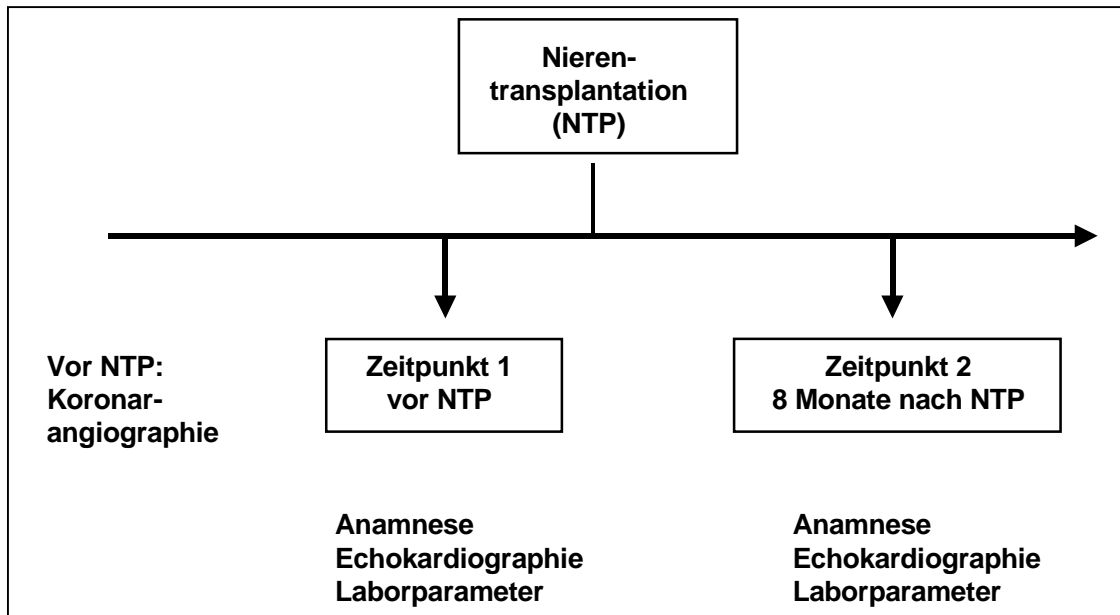 Nieren-
transplantation
(NTP)
Vor NTP:
Koronar-
angiographie
Zeitpunkt 1
vor NTP
Zeitpunkt 2
8 Monate nach NTP
Anamnese
Echokardiographie
Laborparameter
Anamnese
Echokardiographie
Laborparameter